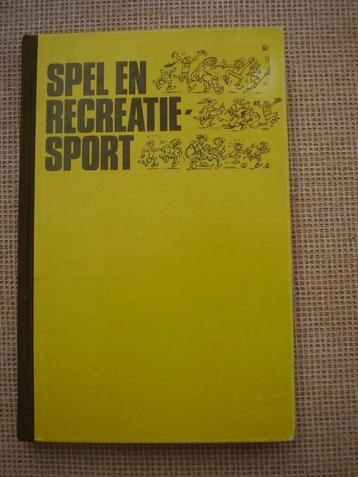 SPEL EN
RECREATIE-
SPORT